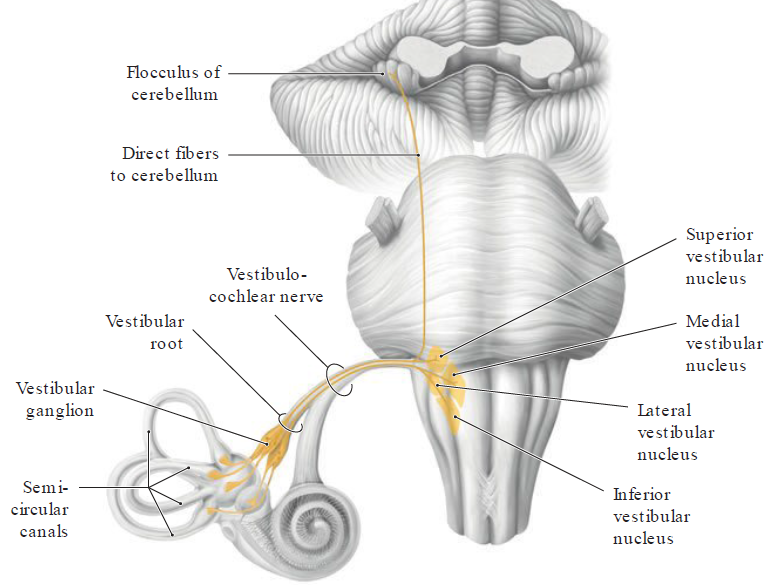 Flocculus of
cerebellum
Direct fibers
to cerebellum
Vestibulo-
cochlear nerve
Vestibular
root
Vestibular
ganglion
Semi-
circular
canals
Superior
vestibular
nucleus
Medial
vestibular
nucleus
Lateral
vestibular
nucleus
Inferior
vestibular
nucleus